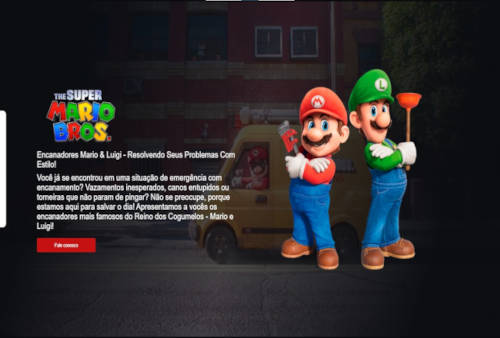 THE SUPER
MARIO
BROS.
Encanadores Mario & Luigi - Resolvendo Seus Problemas Com
Estilo!
Você já se encontrou em uma situação de emergência com
encanamento? Vazamentos inesperados, canos entupidos ou
torneiras que não param de pingar? Não se preocupe, porque
estamos aqui para salvar o dia! Apresentamos a vocês os
encanadores mais famosos do Reino dos Cogumelos - Mario e
Luigi!
Fale conosco
M
L